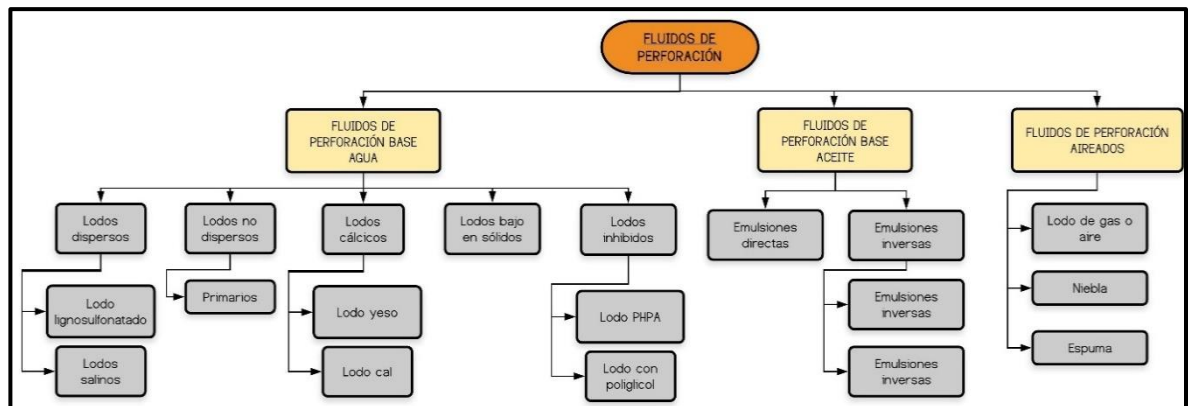 FLUIDOS DE
PERFORACIÓN
FLUIDOS DE
PERFORACIÓN BASE
AGUA
FLUIDOS DE
PERFORACIÓN BASE
ACEITE
FLUIDOS DE PERFORACIÓN
AIREADOS
Lodos
dispersos
Lodos no
dispersos
Lodos
cálcicos
Lodos bajo
en sólidos
Lodos
inhibidos
Emulsiones
directas
Emulsiones
inversas
Lodo de gas o
aire
Lodo
lignosulfonatado
Primarios
Lodo yeso
Lodo PHPA
Emulsiones
inversas
Niebla
Lodos
salinos
Lodo cal
Lodo con
poliglicol
Emulsiones
inversas
Espuma